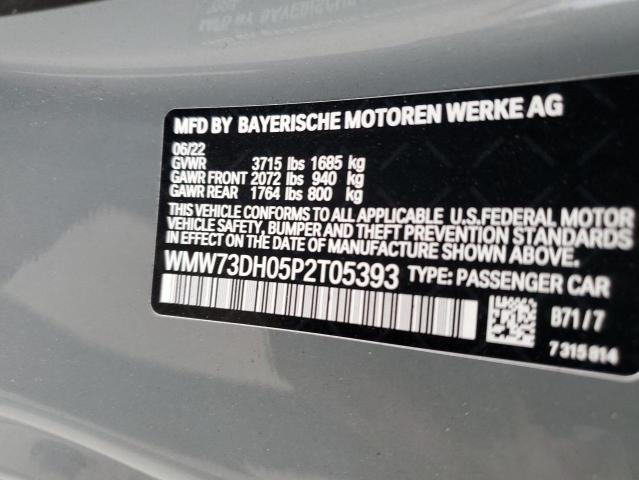 MFD BY BAYERISCHE MOTOREN WERKE AG
06/22
GVWR 3715 lbs 1685 kg
GAWR FRONT 2072 lbs 940 kg
GAWR REAR 1764 lbs 800 kg
THIS VEHICLE CONFORMS TO ALL APPLICABLE U.S.FEDERAL MOTOR
VEHICLE SAFETY, BUMPER AND THEFT PREVENTION STANDARDS
IN EFFECT ON THE DATE OF MANUFACTURE SHOWN ABOVE.
WMW73DH05P2T05393 TYPE: PASSENGER CAR
B71/7
7315814